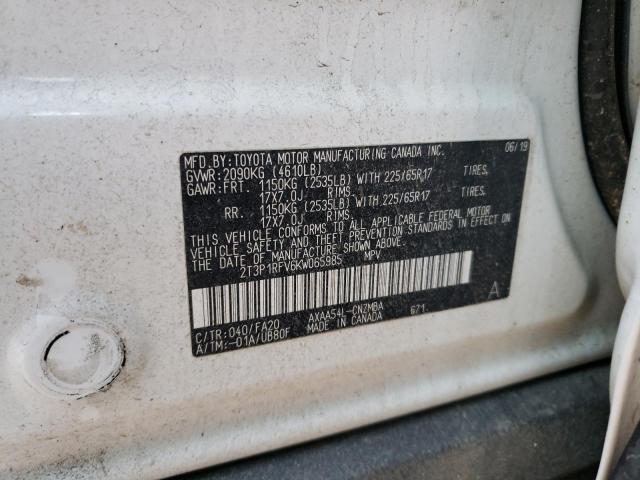 MFD.BY:TOYOTA MOTOR MANUFACTURING CANADA INC. 06/19
GVWR:2090KG (4610LB)
GAWR:FRT. 1150KG (2535LB) WITH 225/65R17
17X7.0J RIMS.
RR. 1150KG (2535LB) WITH 225/65R17
17X7.0J RIMS.
THIS VEHICLE CONFORMS TO ALL APPLICABLE FEDERAL MOTOR
VEHICLE SAFETY AND THEFT PREVENTION STANDARDS IN EFFECT
ON THE DATE OF MANUFACTURE SHOWN ABOVE.
2T3P1RFV6KW065985 MPV
C/TR:040/FA20 AXAA54L-CNZMBA A
A/TM:-01A/UB80F MADE IN CANADA 671